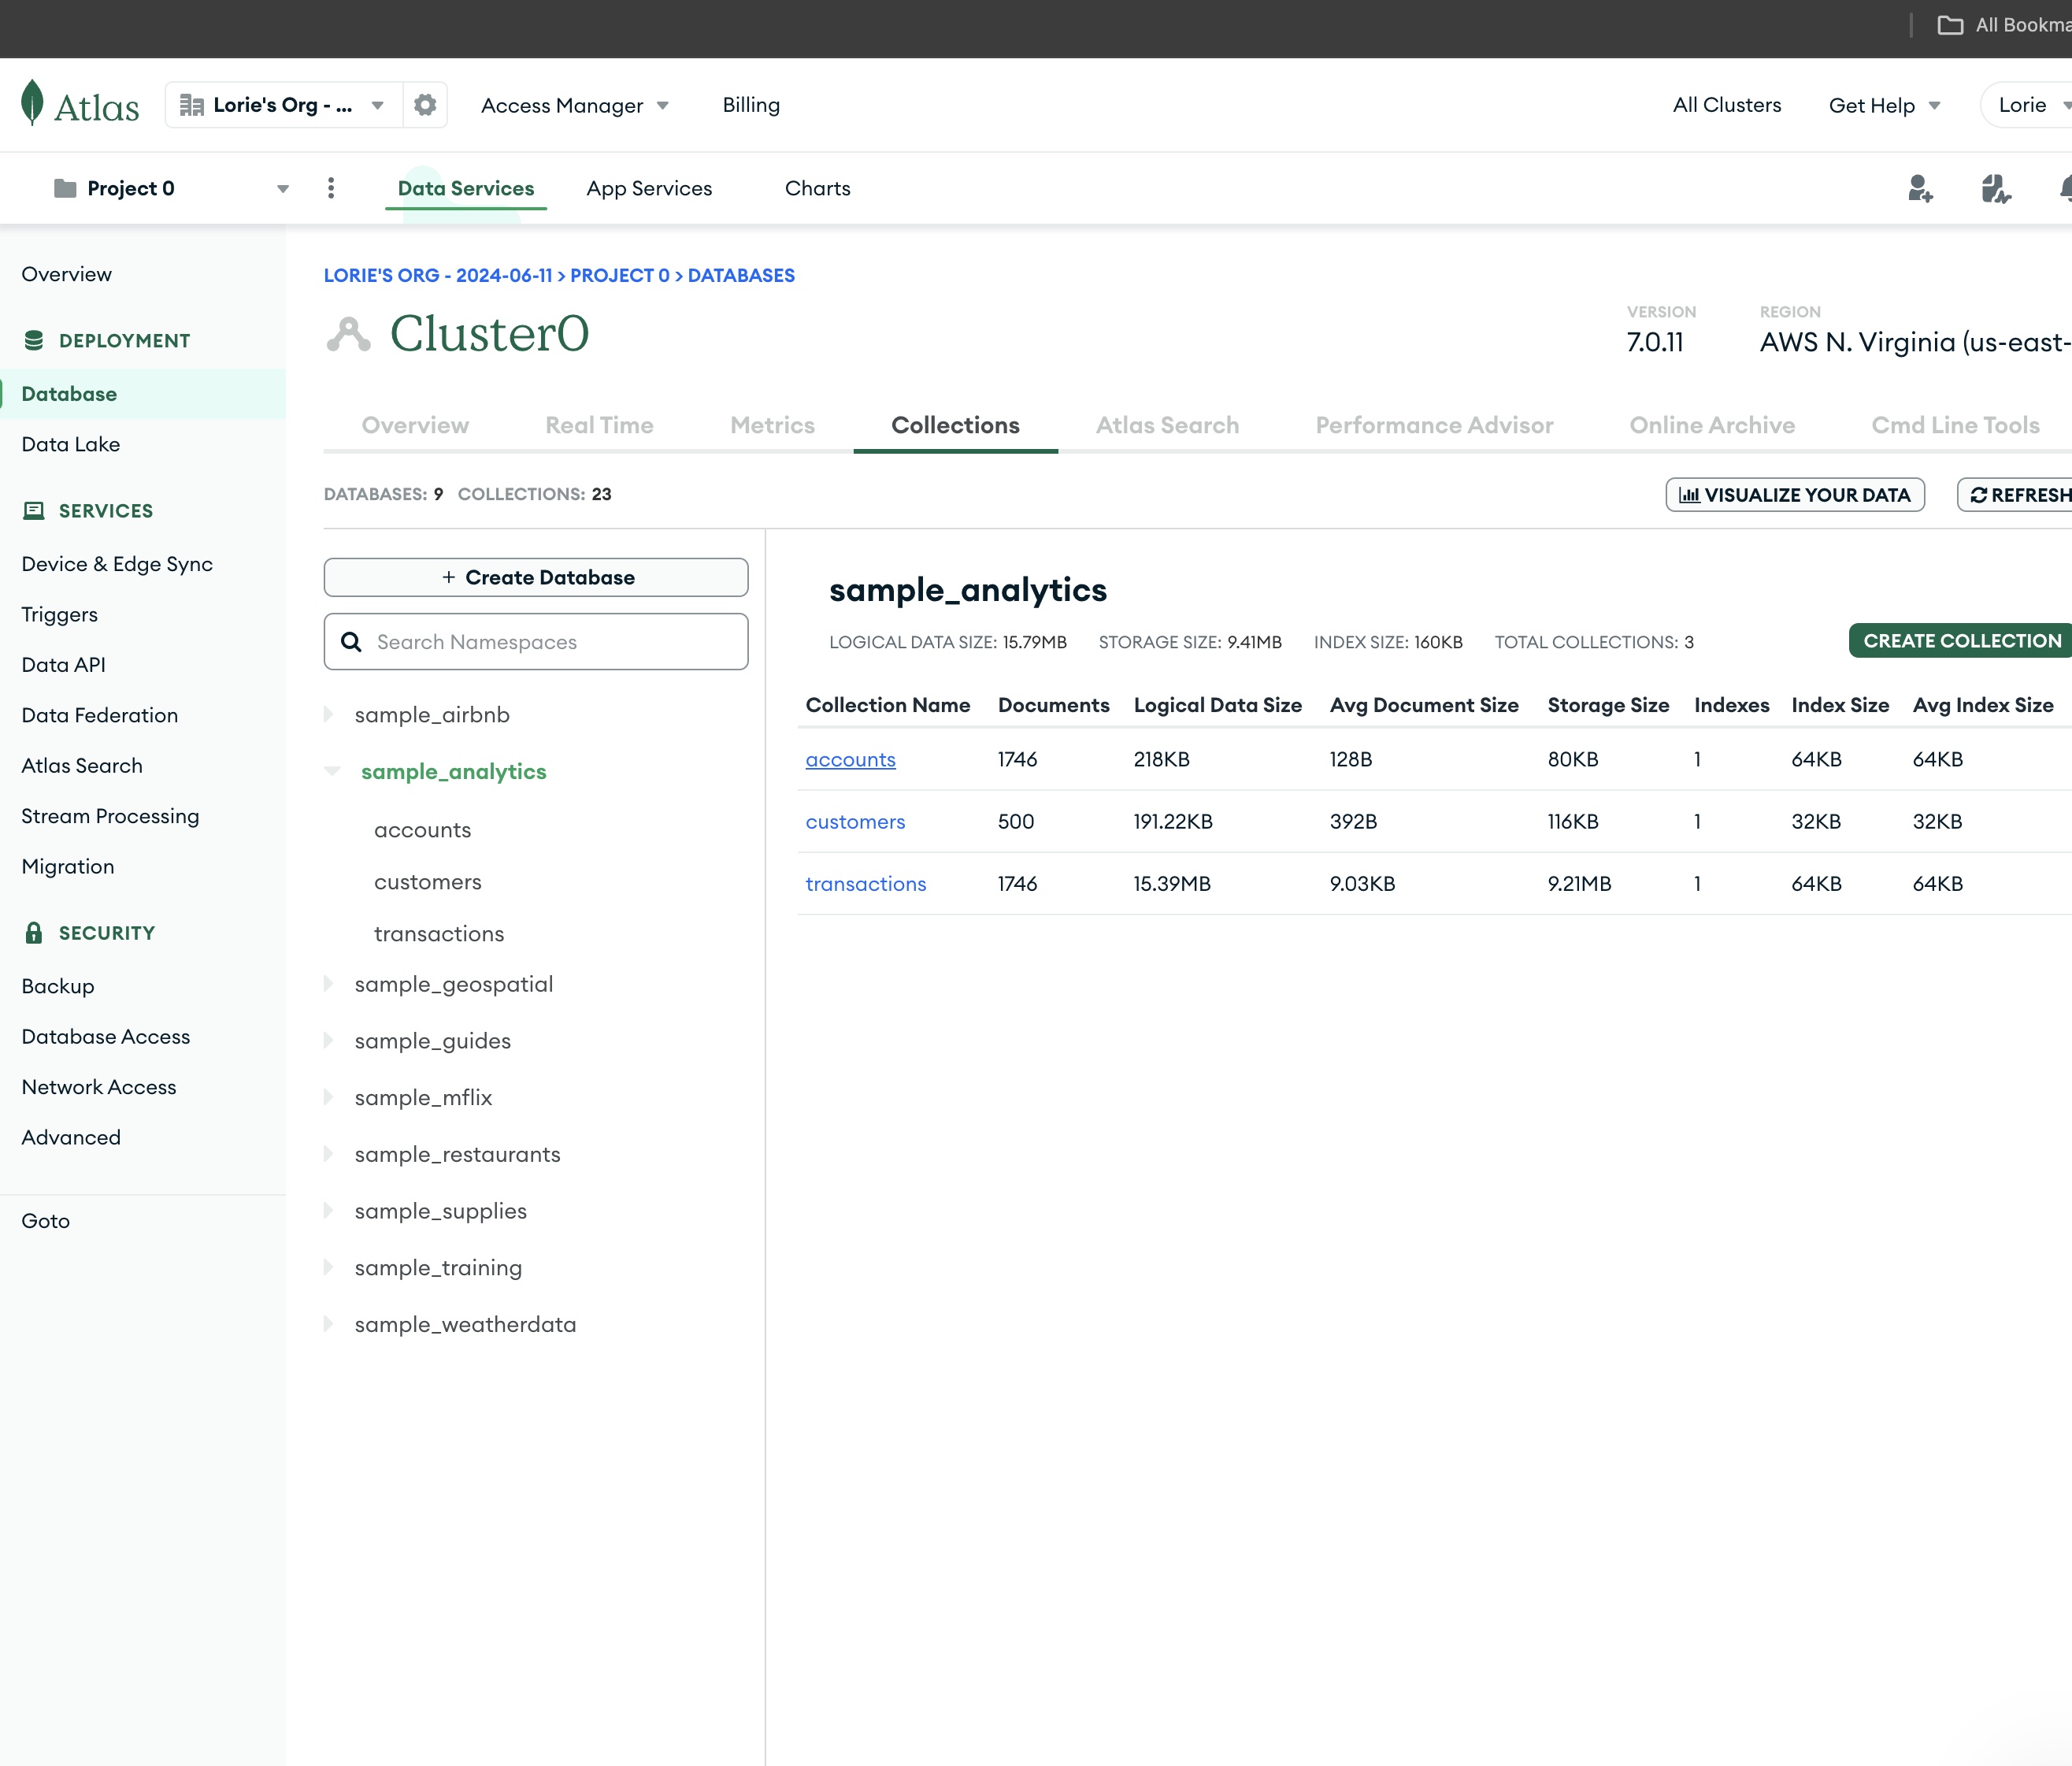 All Bookma
Atlas Lorie's Org - ... Access Manager Billing All Clusters Get Help Lorie
Project 0 Data Services App Services Charts
Overview
DEPLOYMENT
Database
Data Lake
SERVICES
Device & Edge Sync
Triggers
Data API
Data Federation
Atlas Search
Stream Processing
Migration
SECURITY
Backup
Database Access
Network Access
Advanced
Goto
LORIE'S ORG - 2024-06-11 > PROJECT 0 > DATABASES
Cluster0
VERSION
7.0.11
REGION
AWS N. Virginia (us-east-
Overview Real Time Metrics Collections Atlas Search Performance Advisor Online Archive Cmd Line Tools
DATABASES: 9 COLLECTIONS: 23 VISUALIZE YOUR DATA REFRESH
+ Create Database
Search Namespaces
sample_airbnb
sample_analytics
accounts
customers
transactions
sample_geospatial
sample_guides
sample_mflix
sample_restaurants
sample_supplies
sample_training
sample_weatherdata
sample_analytics
LOGICAL DATA SIZE: 15.79MB STORAGE SIZE: 9.41MB INDEX SIZE: 160KB TOTAL COLLECTIONS: 3 CREATE COLLECTION
Collection Name Documents Logical Data Size Avg Document Size Storage Size Indexes Index Size Avg Index Size
accounts 1746 218KB 128B 80KB 1 64KB 64KB
customers 500 191.22KB 392B 116KB 1 32KB 32KB
transactions 1746 15.39MB 9.03KB 9.21MB 1 64KB 64KB